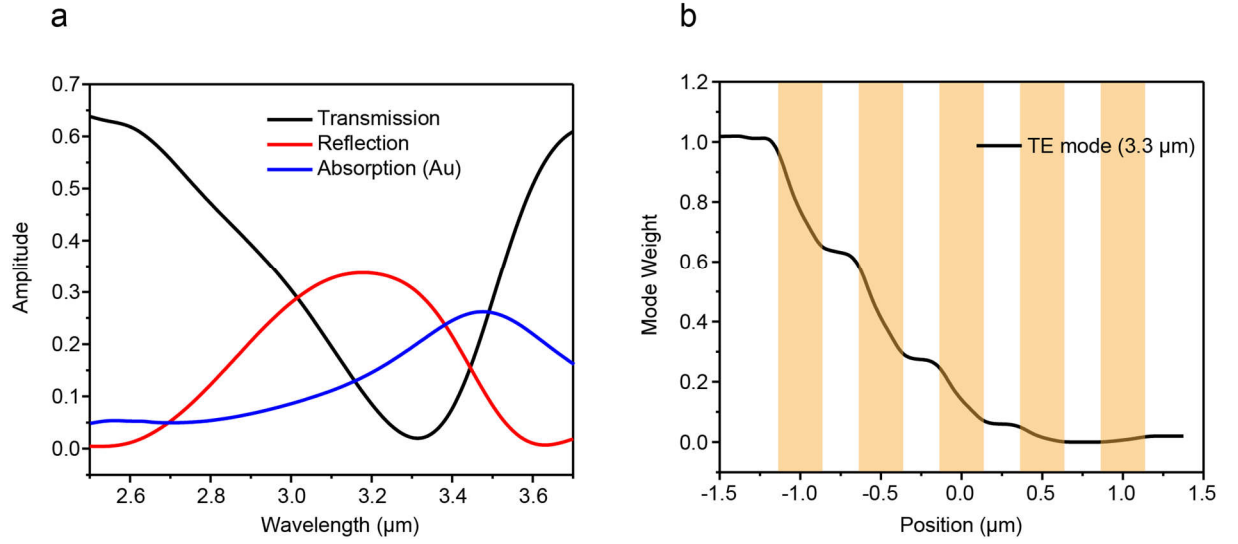 a
0.7
0.6
0.5
0.4
0.3
0.2
0.1
0.0
Amplitude
Transmission
Reflection
Absorption (Au)
2.6 2.8 3.0 3.2 3.4 3.6
Wavelength (μm)
b
1.2
1.0
0.8
0.6
0.4
0.2
0.0
Mode Weight
TE mode (3.3 μm)
-1.5 -1.0 -0.5 0.0 0.5 1.0 1.5
Position (μm)